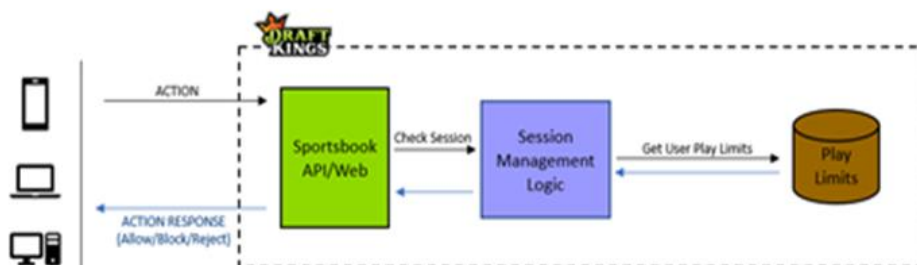 DRAFT
KINGS
ACTION
Sportsbook
API/Web
Check Session
Session
Management
Logic
Get User Play Limits
Play
Limits
ACTION RESPONSE
(Allow/Block/Reject)